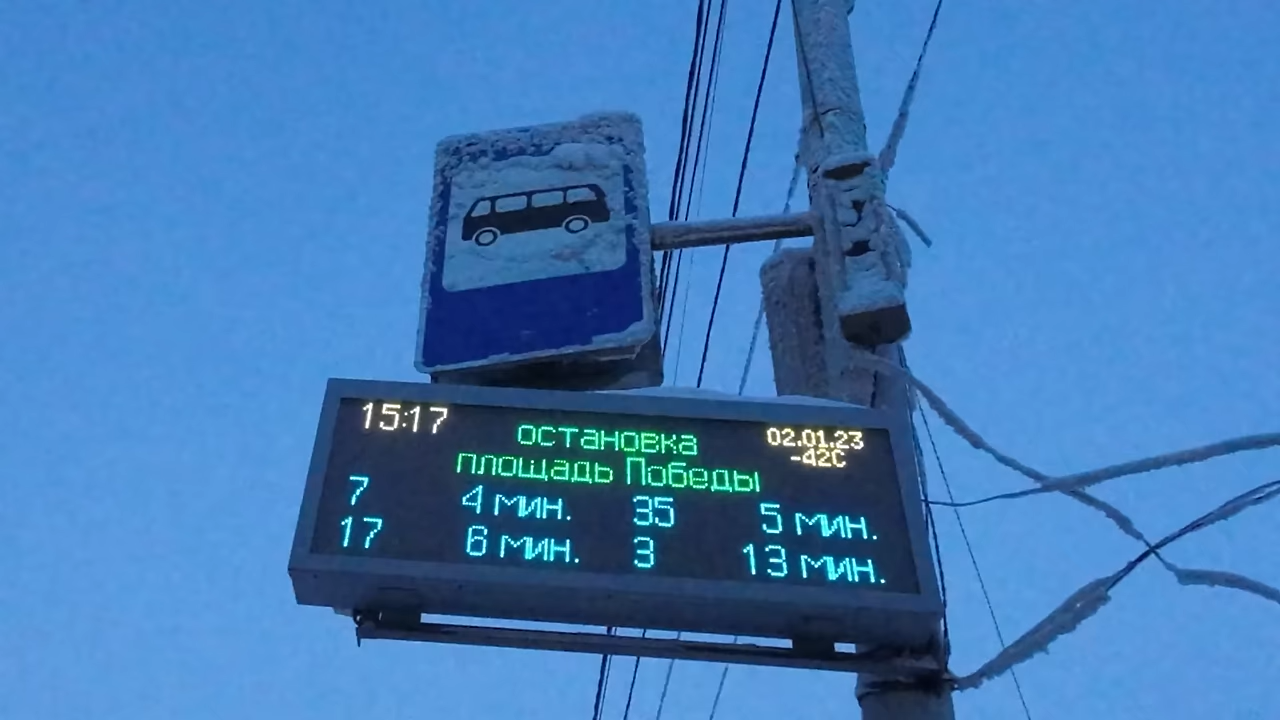 15:17
остановка
02.01.23
-42С
площадь Победы
7 4 мин. 35 5 мин.
17 6 мин. 3 13 мин.